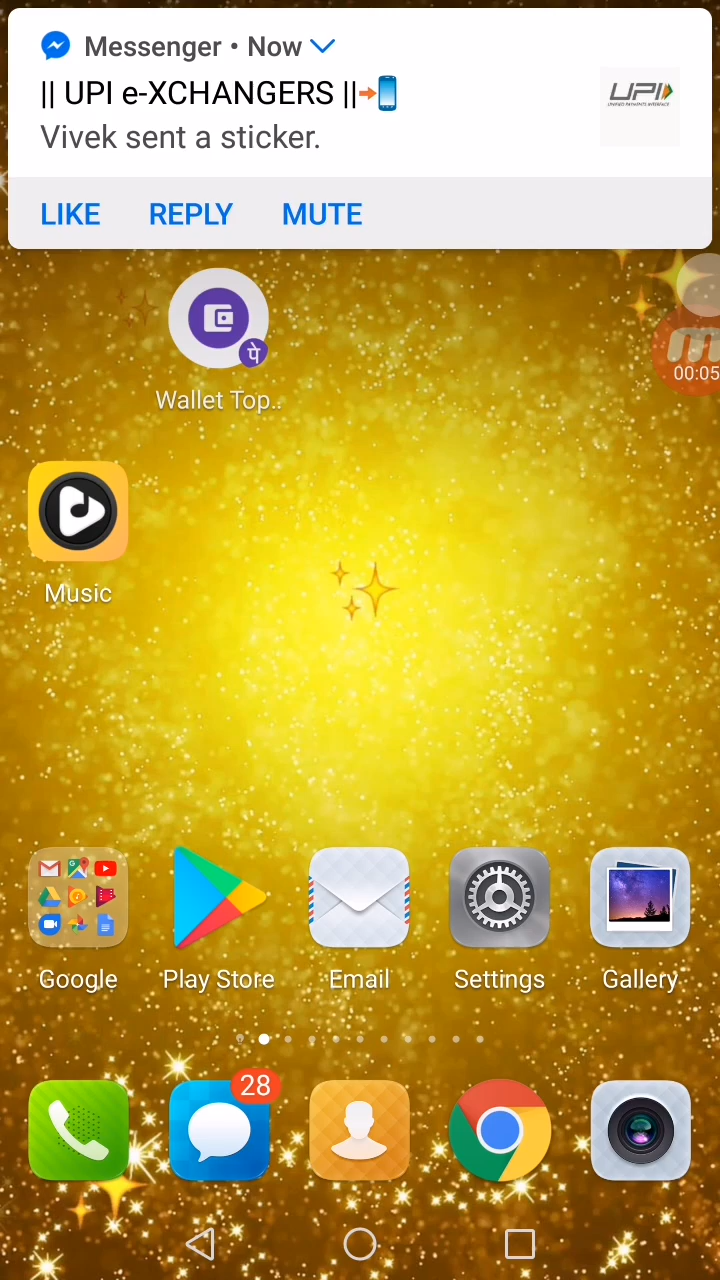 Messenger • Now
|| UPI e-XCHANGERS ||
Vivek sent a sticker.
UPI
UNIFIED PAYMENTS INTERFACE
LIKE REPLY MUTE
पे
Wallet Top..
m
00:05
Music
Google Play Store Email Settings Gallery
28